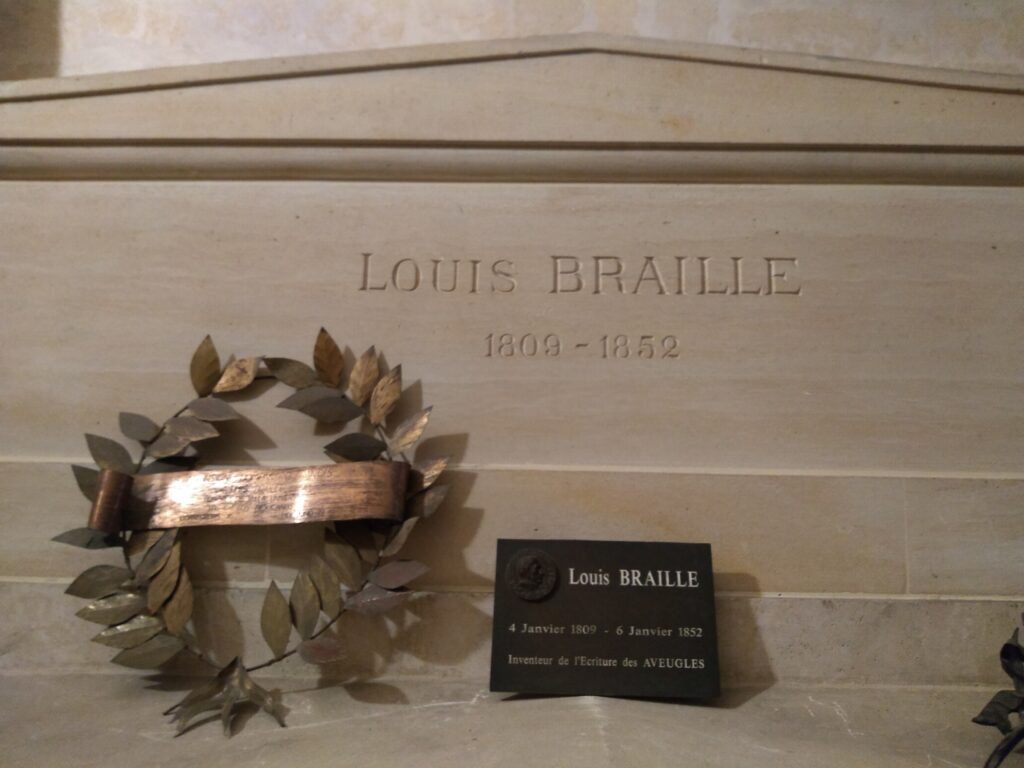 LOUIS BRAILLE
1809 - 1852
Louis BRAILLE
4 Janvier 1809 - 6 Janvier 1852
Inventeur de l'Ecriture des AVEUGLES